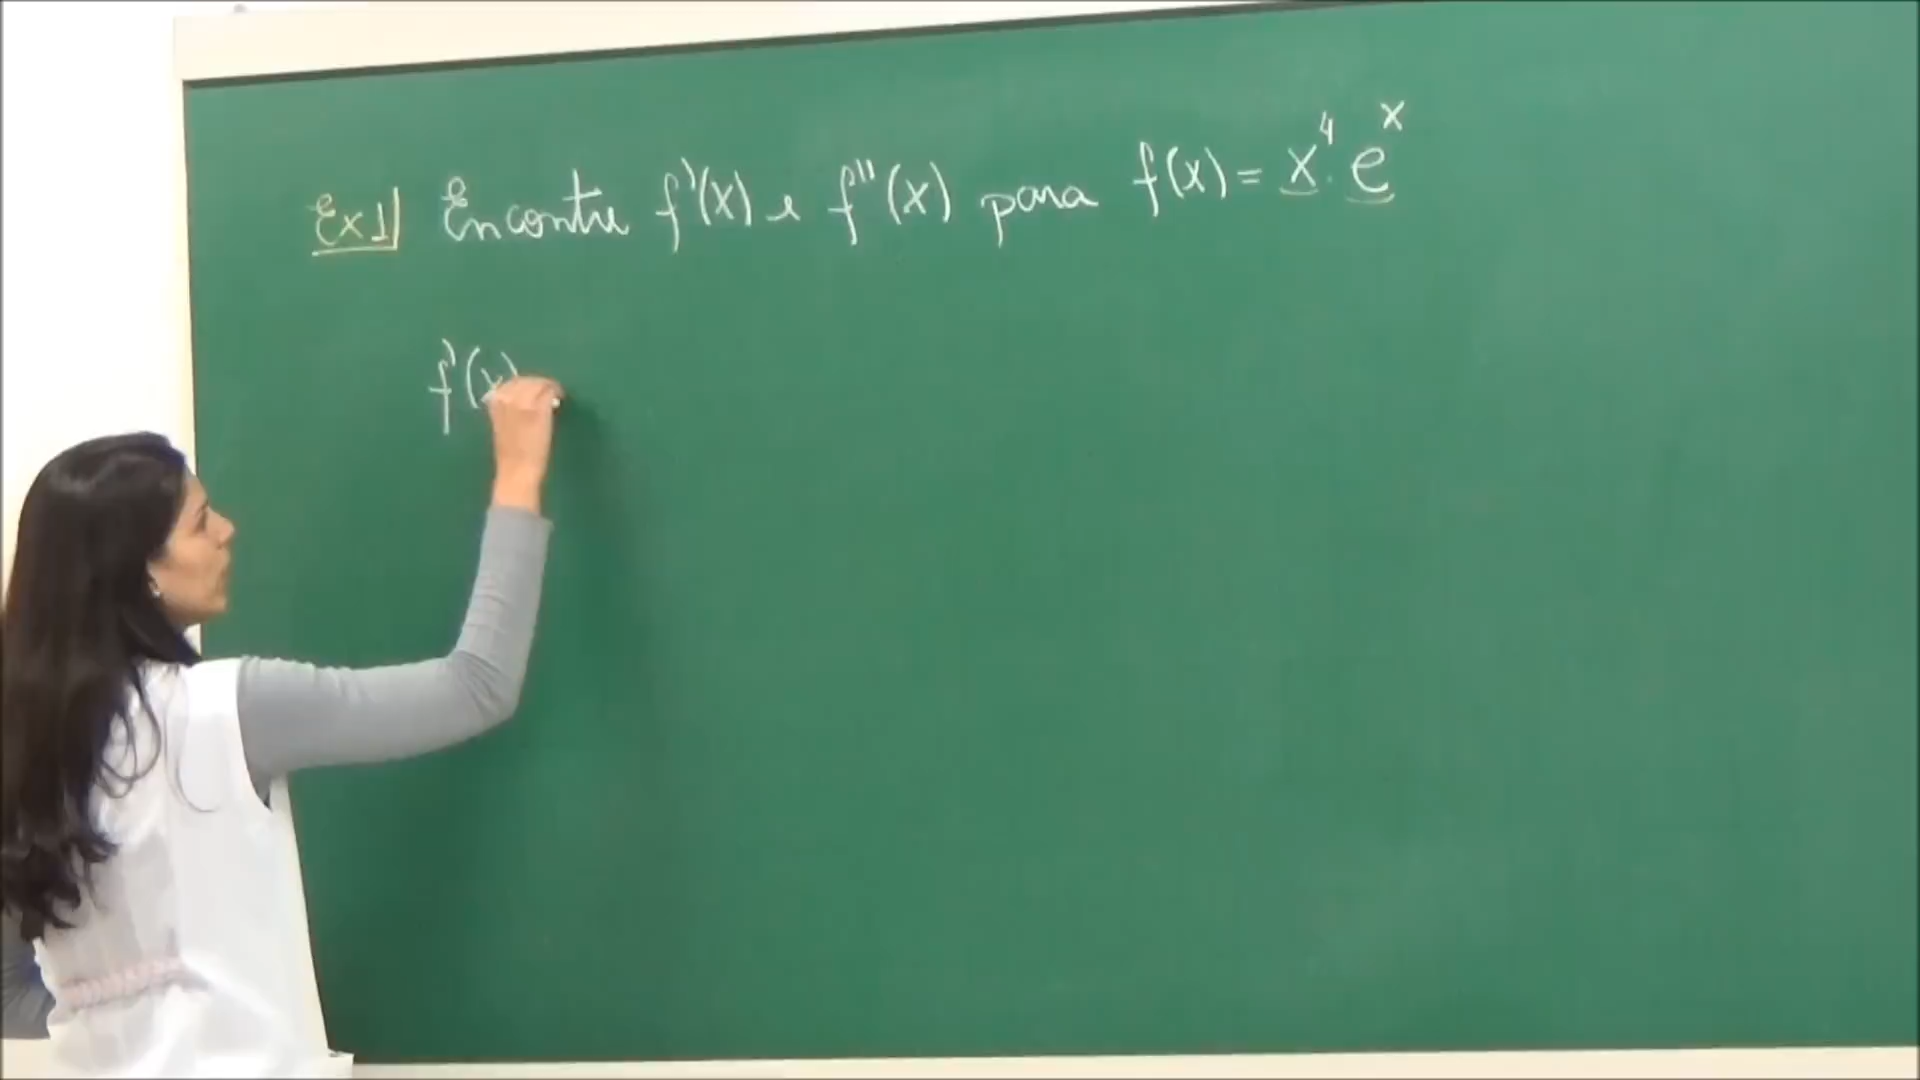 Ex1) Encontre f'(x) e f''(x) para f(x) = x⁴ · eˣ
f'(x)